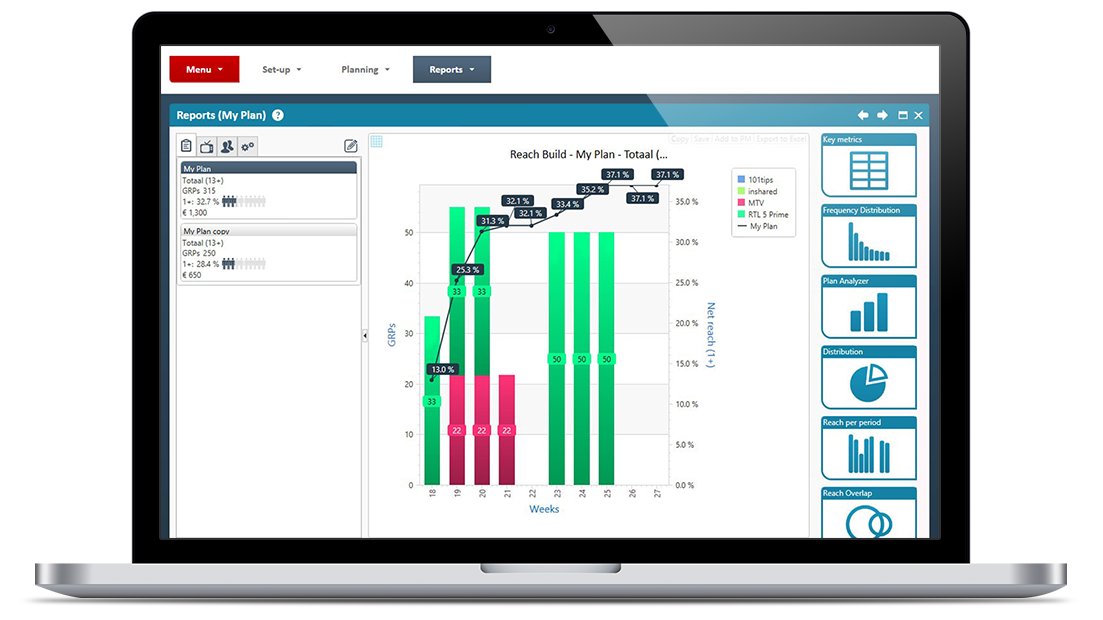 Menu
Set-up
Planning
Reports
Reports (My Plan) ?
My Plan
Totaal (13+)
GRPs 315
1+: 32.7 %
€ 1,300
My Plan copy
Totaal (13+)
GRPs 250
1+: 28.4 %
€ 650
Copy | Save | Add to PM | Export to Excel
Reach Build - My Plan - Totaal (...
101tips
inshared
MTV
RTL 5 Prime
My Plan
GRPs
50
40
30
20
10
0
13.0 %
25.3 %
31.3 %
32.1 %
32.1 %
33.4 %
35.2 %
37.1 %
37.1 %
37.1 %
33
33
33
22
22
22
50
50
50
35.0 %
30.0 %
25.0 %
20.0 %
15.0 %
10.0 %
5.0 %
0.0 %
Net reach (1+)
18
19
20
21
22
23
24
25
26
27
Weeks
Key metrics
Frequency Distribution
Plan Analyzer
Distribution
Reach per period
Reach Overlap